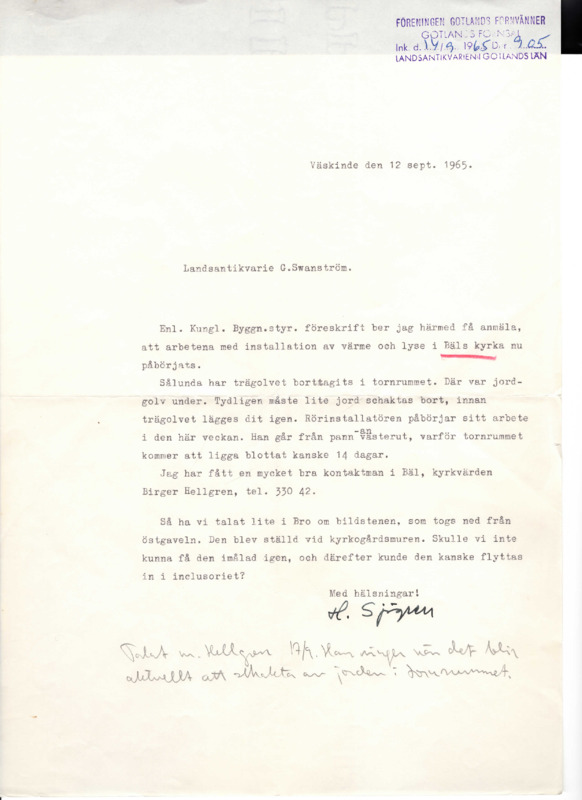 FÖRENINGEN GOTLANDS FORNVÄNNER
GOTLANDS FORNSAL
Ink. d. 14/9 1965 D.r 905.
LANDSANTIKVARIEN I GOTLANDS LÄN
Väskinde den 12 sept. 1965.
Landsantikvarie G.Swanström.
Enl. Kungl. Byggn.styr. föreskrift ber jag härmed få anmäla,
att arbetena med installation av värme och lyse i Bäls kyrka nu
påbörjats.
Sålunda har trägolvet borttagits i tornrummet. Där var jord-
golv under. Tydligen måste lite jord schaktas bort, innan
trägolvet lägges dit igen. Rörinstallatören påbörjar sitt arbete
i den här veckan. Han går från pann-än västerut, varför tornrummet
kommer att ligga blottat kanske 14 dagar.
Jag har fått en mycket bra kontaktman i Bäl, kyrkvärden
Birger Hellgren, tel. 330 42.
Så ha vi talat lite i Bro om bildstenen, som togs ned från
östgaveln. Den blev ställd vid kyrkogårdsmuren. Skulle vi inte
kunna få den imålad igen, och därefter kunde den kanske flyttas
in i inclusoriet?
Med hälsningar!
H. Sjögren
Talat m. Hellgren 17/9. Han ringer när det blir
aktuellt att schakta av jorden i tornrummet.